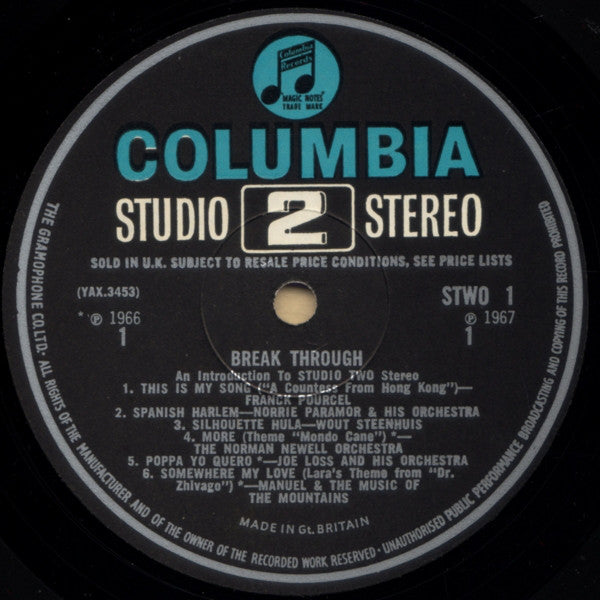 Columbia
Records
MAGIC NOTES
TRADE MARK
COLUMBIA
STUDIO 2 STEREO
SOLD IN U.K. SUBJECT TO RESALE PRICE CONDITIONS, SEE PRICE LISTS
(YAX.3453) STWO 1
* ℗ 1966 ℗ 1967
1 1
BREAK THROUGH
An Introduction To STUDIO TWO Stereo
1. THIS IS MY SONG ("A Countess From Hong Kong")—
FRANCK POURCEL
2. SPANISH HARLEM—NORRIE PARAMOR & HIS ORCHESTRA
3. SILHOUETTE HULA—WOUT STEENHUIS
4. MORE (Theme "Mondo Cane") *—
THE NORMAN NEWELL ORCHESTRA
5. POPPA YO QUERO *—JOE LOSS AND HIS ORCHESTRA
6. SOMEWHERE MY LOVE (Lara's Theme from "Dr.
Zhivago") *—MANUEL & THE MUSIC OF
THE MOUNTAINS
MADE IN Gt. BRITAIN
THE GRAMOPHONE CO. LTD. · ALL RIGHTS OF THE MANUFACTURER AND OF THE OWNER OF THE RECORDED WORK RESERVED · UNAUTHORISED PUBLIC PERFORMANCE BROADCASTING AND COPYING OF THIS RECORD PROHIBITED